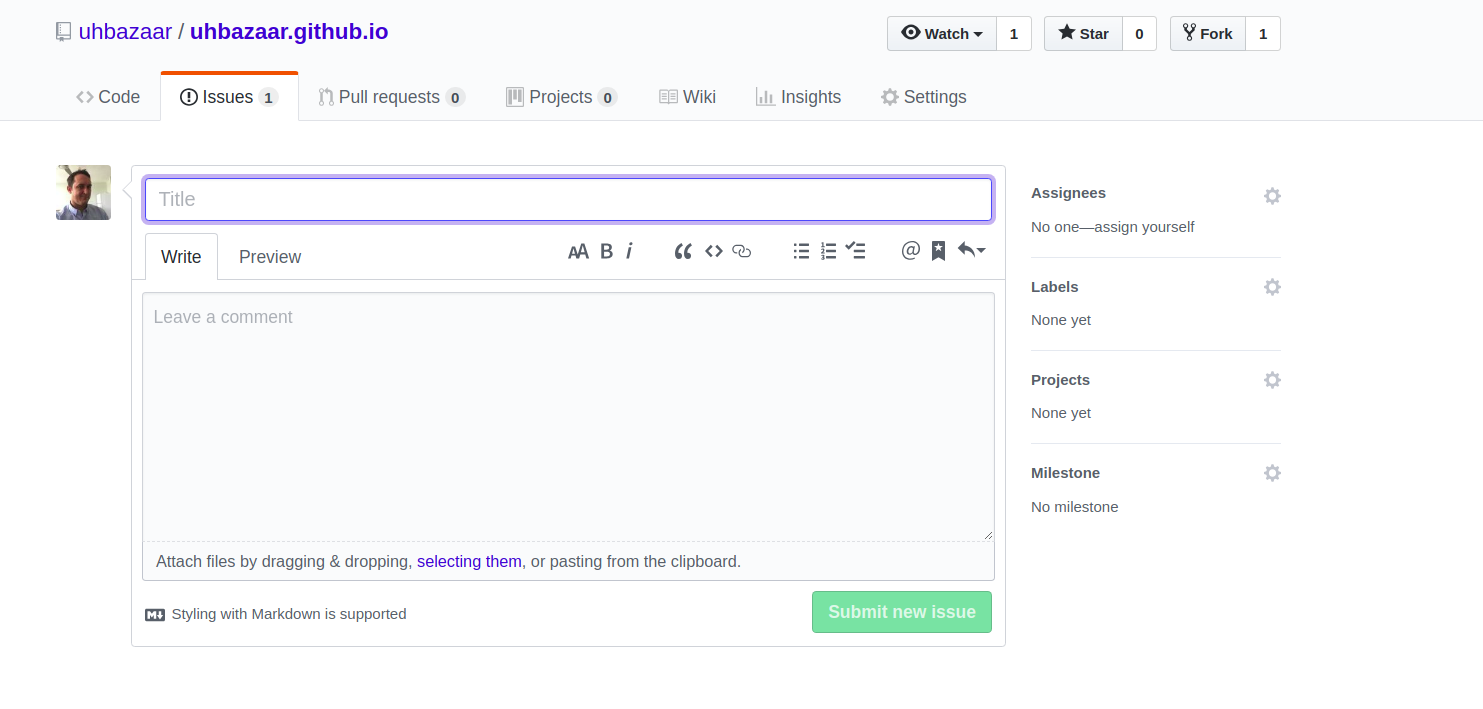 uhbazaar / uhbazaar.github.io
Watch 1 Star 0 Fork 1
Code Issues 1 Pull requests 0 Projects 0 Wiki Insights Settings
Title
Write Preview AA B i @
Leave a comment
Attach files by dragging & dropping, selecting them, or pasting from the clipboard.
Styling with Markdown is supported
Submit new issue
Assignees
No one—assign yourself
Labels
None yet
Projects
None yet
Milestone
No milestone